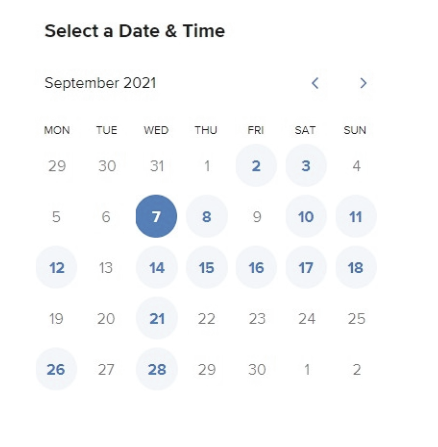 Select a Date & Time
September 2021
MON TUE WED THU FRI SAT SUN
29 30 31 1 2 3 4
5 6 7 8 9 10 11
12 13 14 15 16 17 18
19 20 21 22 23 24 25
26 27 28 29 30 1 2